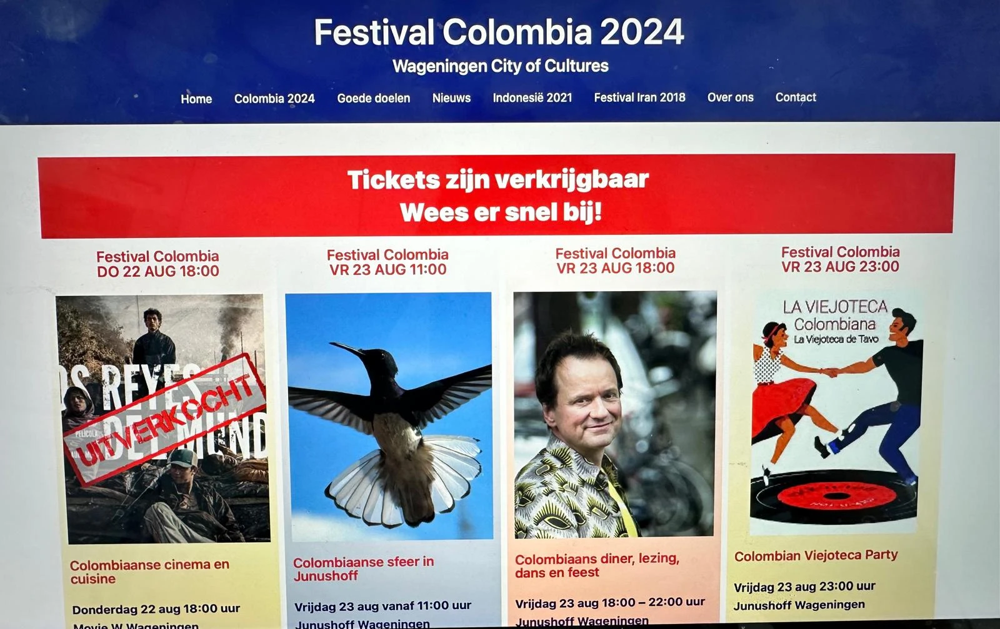 Festival Colombia 2024
Wageningen City of Cultures
Home Colombia 2024 Goede doelen Nieuws Indonesië 2021 Festival Iran 2018 Over ons Contact
Tickets zijn verkrijgbaar
Wees er snel bij!
Festival Colombia
DO 22 AUG 18:00
Festival Colombia
VR 23 AUG 11:00
Festival Colombia
VR 23 AUG 18:00
Festival Colombia
VR 23 AUG 23:00
OS REYES
DEL MUND
PELÍCULA
UITVERKOCHT
LA VIEJOTECA
Colombiana
La Viejoteca de Tavo
Colombiaanse cinema en
cuisine
Donderdag 22 aug 18:00 uur
Movie W Wageningen
Colombiaanse sfeer in
Junushoff
Vrijdag 23 aug vanaf 11:00 uur
Junushoff Wageningen
Colombiaans diner, lezing,
dans en feest
Vrijdag 23 aug 18:00 – 22:00 uur
Junushoff Wageningen
Colombian Viejoteca Party
Vrijdag 23 aug 23:00 uur
Junushoff Wageningen